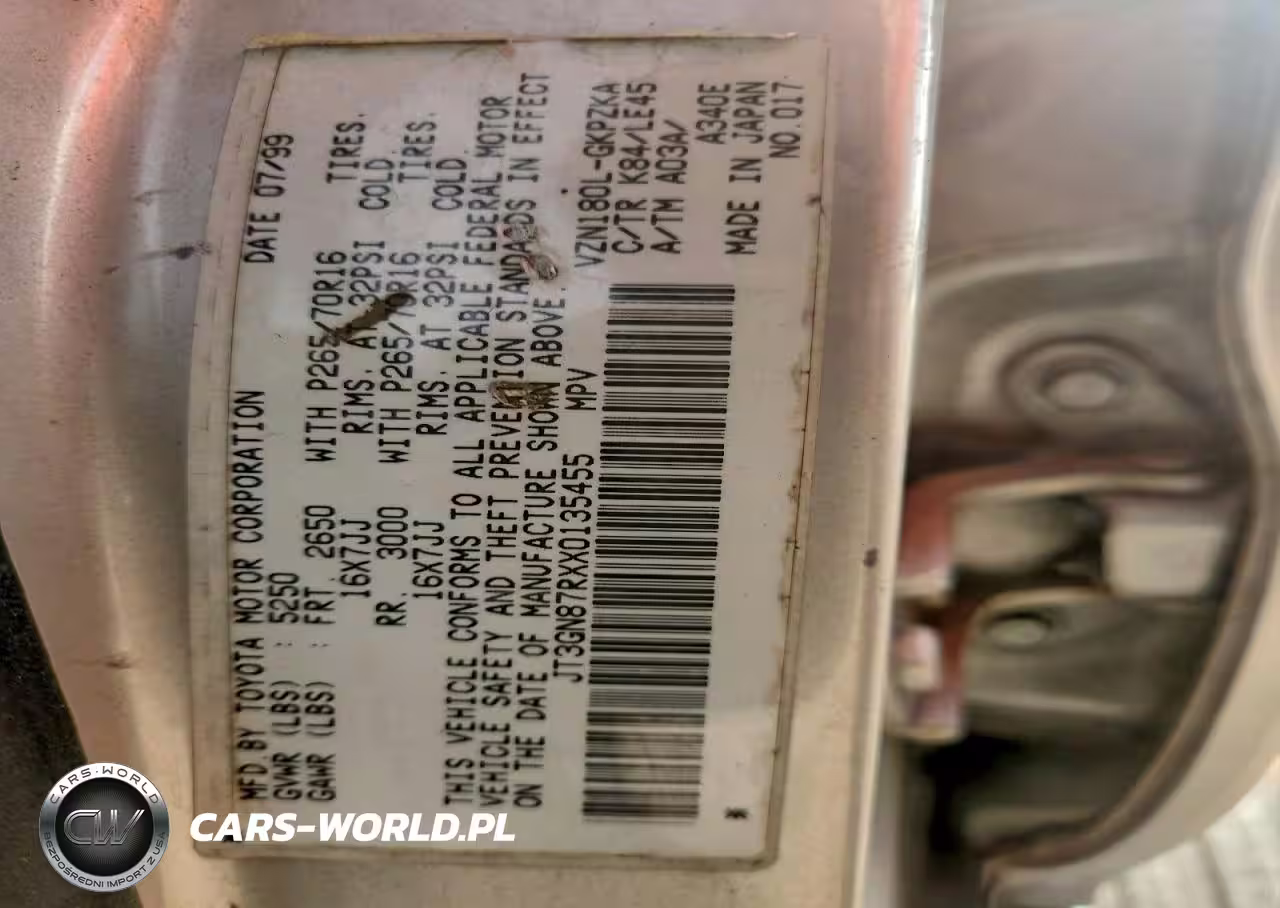 MFD.BY TOYOTA MOTOR CORPORATION DATE 07/99
GVWR (LBS) : 5250
GAWR (LBS) : FRT. 2650 WITH P265/70R16 TIRES.
16X7JJ RIMS. AT 32PSI COLD
RR. 3000 WITH P265/70R16 TIRES.
16X7JJ RIMS. AT 32PSI COLD.
THIS VEHICLE CONFORMS TO ALL APPLICABLE FEDERAL MOTOR
VEHICLE SAFETY AND THEFT PREVENTION STANDARDS IN EFFECT
ON THE DATE OF MANUFACTURE SHOWN ABOVE.
JT3GN87RXX0135455 MPV
VZN180L-GKPZKA
C/TR K84/LE45
A/TM A03A/
A340E
MADE IN JAPAN
NO.017
CARS-WORLD
CW
BEZPOŚREDNI IMPORT Z USA
CARS-WORLD.PL